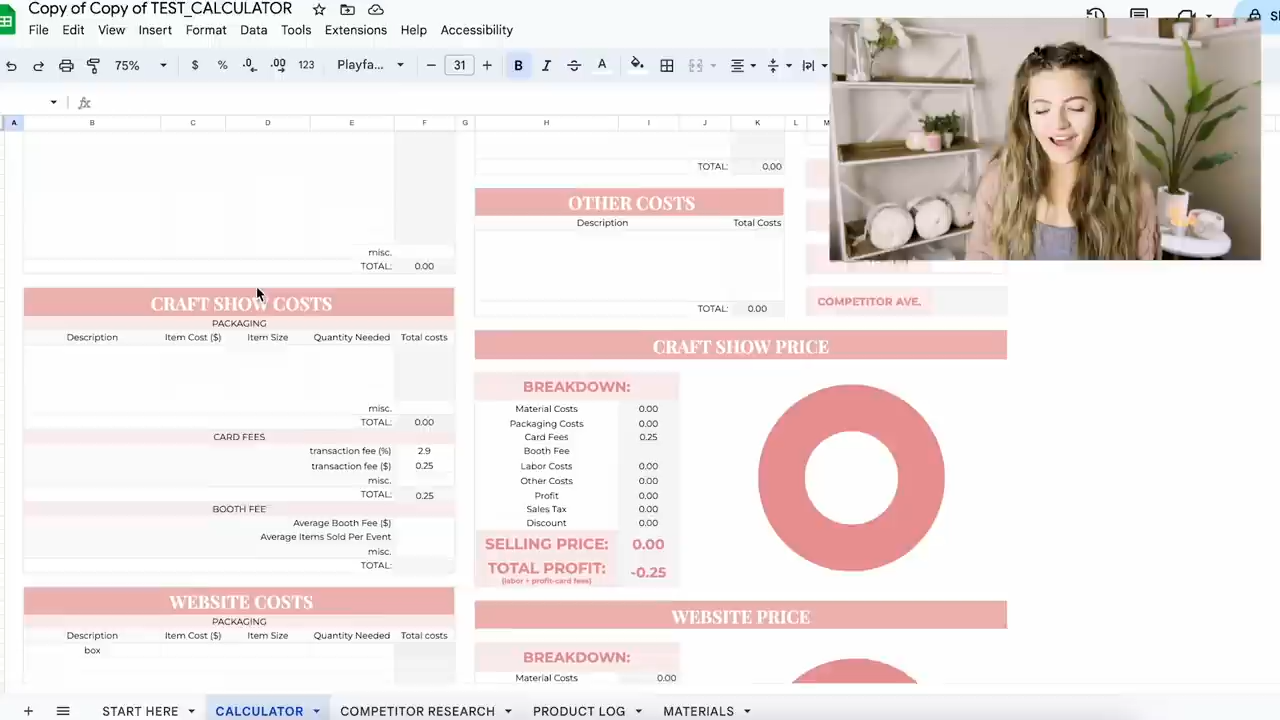 Copy of Copy of TEST_CALCULATOR
File Edit View Insert Format Data Tools Extensions Help Accessibility
75% $ % .0 .00 123 Playfa... − 31 + B I A
fx
A B C D E F G H I J K L M
misc.
TOTAL: 0.00
CRAFT SHOW COSTS
PACKAGING
Description Item Cost ($) Item Size Quantity Needed Total costs
misc.
TOTAL: 0.00
CARD FEES
transaction fee (%) 2.9
transaction fee ($) 0.25
misc.
TOTAL: 0.25
BOOTH FEE
Average Booth Fee ($)
Average Items Sold Per Event
misc.
TOTAL:
WEBSITE COSTS
PACKAGING
Description Item Cost ($) Item Size Quantity Needed Total costs
box
TOTAL: 0.00
OTHER COSTS
Description Total Costs
TOTAL: 0.00
COMPETITOR AVE.
CRAFT SHOW PRICE
BREAKDOWN:
Material Costs 0.00
Packaging Costs 0.00
Card Fees 0.25
Booth Fee
Labor Costs 0.00
Other Costs 0.00
Profit 0.00
Sales Tax 0.00
Discount 0.00
SELLING PRICE: 0.00
TOTAL PROFIT: -0.25
(labor + profit-card fees)
WEBSITE PRICE
BREAKDOWN:
Material Costs 0.00
START HERE CALCULATOR COMPETITOR RESEARCH PRODUCT LOG MATERIALS